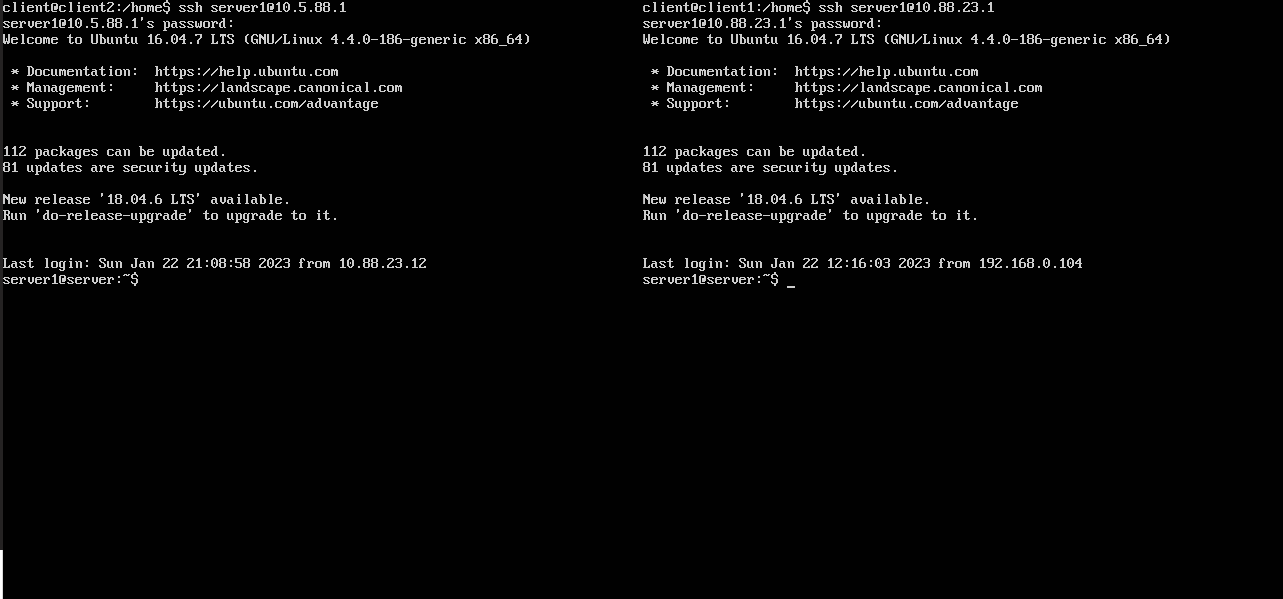 client@client2:/home$ ssh server1@10.5.88.1
server1@10.5.88.1's password:
Welcome to Ubuntu 16.04.7 LTS (GNU/Linux 4.4.0-186-generic x86_64)
* Documentation:  https://help.ubuntu.com
* Management:     https://landscape.canonical.com
* Support:        https://ubuntu.com/advantage
112 packages can be updated.
81 updates are security updates.
New release '18.04.6 LTS' available.
Run 'do-release-upgrade' to upgrade to it.
Last login: Sun Jan 22 21:08:58 2023 from 10.88.23.12
server1@server:~$
client@client1:/home$ ssh server1@10.88.23.1
server1@10.88.23.1's password:
Welcome to Ubuntu 16.04.7 LTS (GNU/Linux 4.4.0-186-generic x86_64)
* Documentation:  https://help.ubuntu.com
* Management:     https://landscape.canonical.com
* Support:        https://ubuntu.com/advantage
112 packages can be updated.
81 updates are security updates.
New release '18.04.6 LTS' available.
Run 'do-release-upgrade' to upgrade to it.
Last login: Sun Jan 22 12:16:03 2023 from 192.168.0.104
server1@server:~$ _